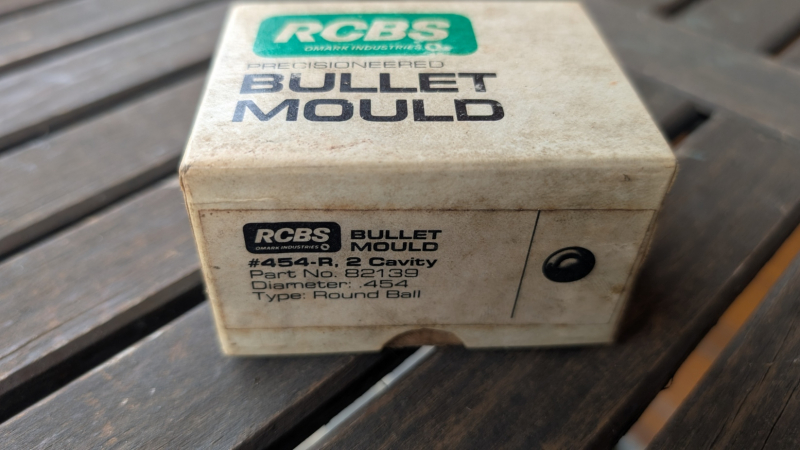 RCBS
OMARK INDUSTRIES
PRECISIONEERED
BULLET
MOULD
RCBS
OMARK INDUSTRIES
BULLET
MOULD
#454-R, 2 Cavity
Part No. 82139
Diameter: .454
Type: Round Ball